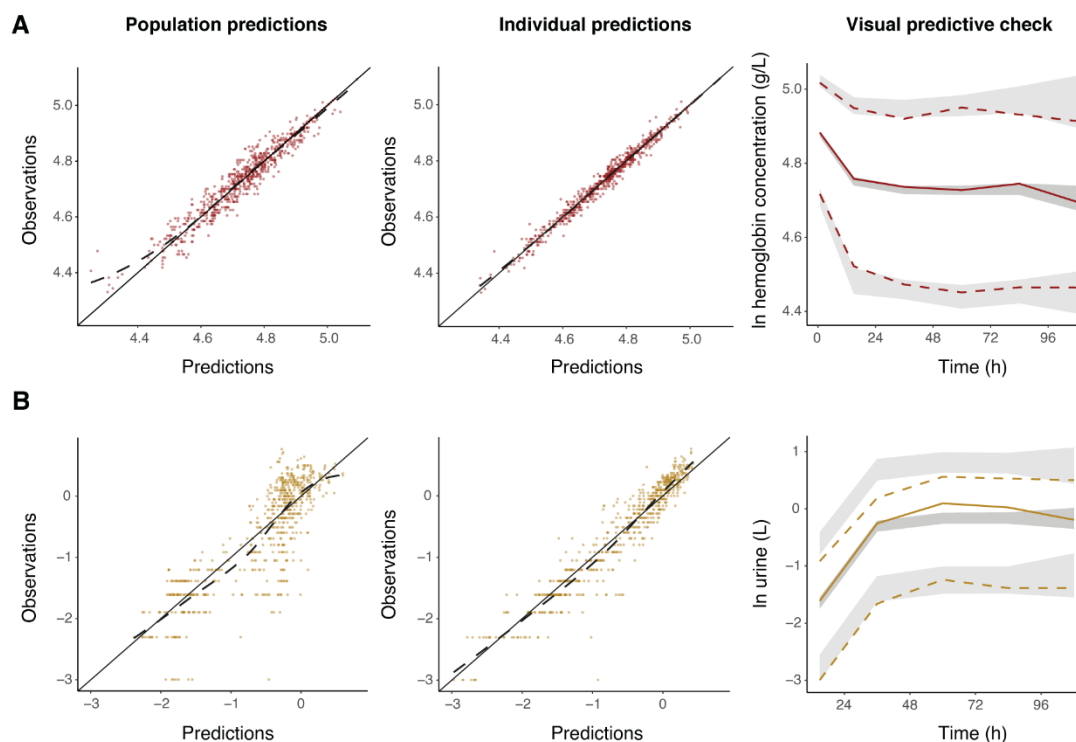 A
Population predictions
Individual predictions
Visual predictive check
Observations
5.0
4.8
4.6
4.4
4.4 4.6 4.8 5.0
Predictions
Observations
5.0
4.8
4.6
4.4
4.4 4.6 4.8 5.0
Predictions
ln hemoglobin concentration (g/L)
5.0
4.8
4.6
4.4
0 24 48 72 96
Time (h)
B
Observations
0
−1
−2
−3
−3 −2 −1 0
Predictions
Observations
0
−1
−2
−3
−3 −2 −1 0
Predictions
ln urine (L)
1
0
−1
−2
−3
24 48 72 96
Time (h)